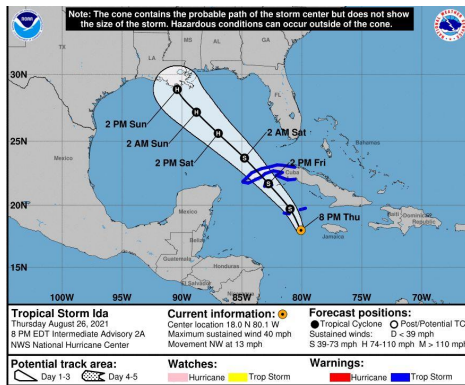 Note: The cone contains the probable path of the storm center but does not show
the size of the storm. Hazardous conditions can occur outside of the cone.
NOAA
TX
MS
AL
GA
LA
FL
30N
25N
20N
15N
2 PM Sun
2 AM Sun
2 PM Sat
2 AM Sat
2 PM Fri
8 PM Thu
H
H
H
S
S
S
Mexico
Bahamas
Cuba
Mexico
Haiti
Dominican
Republic
Jamaica
Belize
Guatemala
Honduras
El Salvador
Nicaragua
100W
95W
90W
85W
80W
75W
70W
Tropical Storm Ida
Thursday August 26, 2021
8 PM EDT Intermediate Advisory 2A
NWS National Hurricane Center
Current information:
Center location 18.0 N 80.1 W
Maximum sustained wind 40 mph
Movement NW at 13 mph
Forecast positions:
Tropical Cyclone Post/Potential TC
Sustained winds: D < 39 mph
S 39-73 mph H 74-110 mph M > 110 mph
Potential track area:
Day 1-3 Day 4-5
Watches:
Hurricane Trop Storm
Warnings:
Hurricane Trop Storm